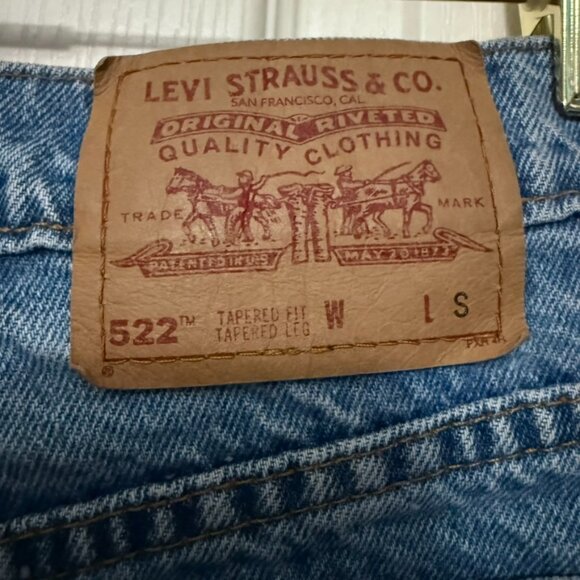 LEVI STRAUSS & CO.
SAN FRANCISCO, CAL.
ORIGINAL RIVETED
QUALITY CLOTHING
TRADE MARK
PATENTED IN U.S. MAY 20 1873
522™ TAPERED FIT W L S
TAPERED LEG
®